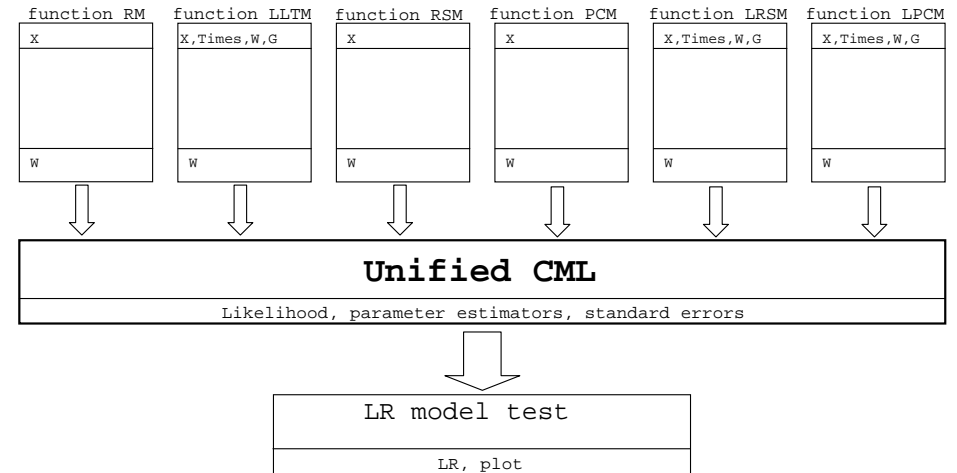 function RM function LLTM function RSM function PCM function LRSM function LPCM
X X,Times,W,G X X X,Times,W,G X,Times,W,G
W W W W W W
Unified CML
Likelihood, parameter estimators, standard errors
LR model test
LR, plot